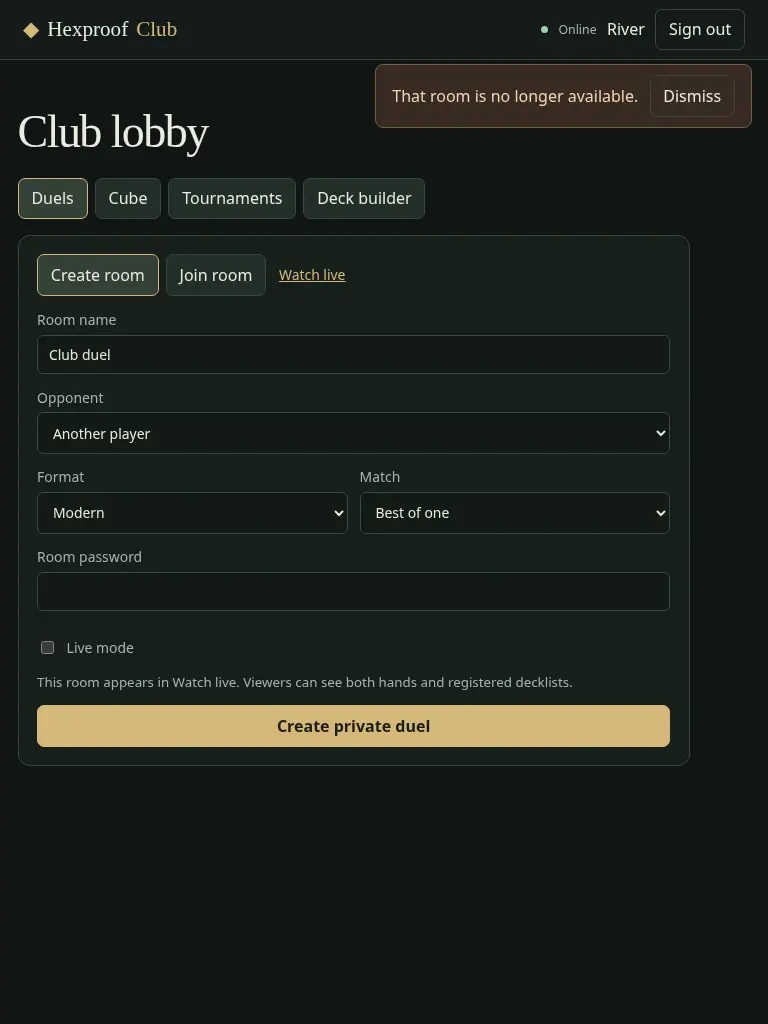 Hexproof Club
Online River Sign out
That room is no longer available. Dismiss
Club lobby
Duels Cube Tournaments Deck builder
Create room Join room Watch live
Room name
Club duel
Opponent
Another player
Format Match
Modern Best of one
Room password
Live mode
This room appears in Watch live. Viewers can see both hands and registered decklists.
Create private duel